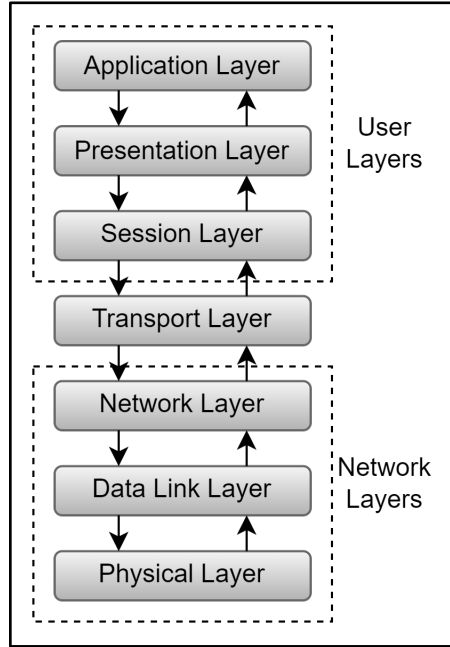 Application Layer
Presentation Layer
User
Layers
Session Layer
Transport Layer
Network Layer
Data Link Layer
Network
Layers
Physical Layer